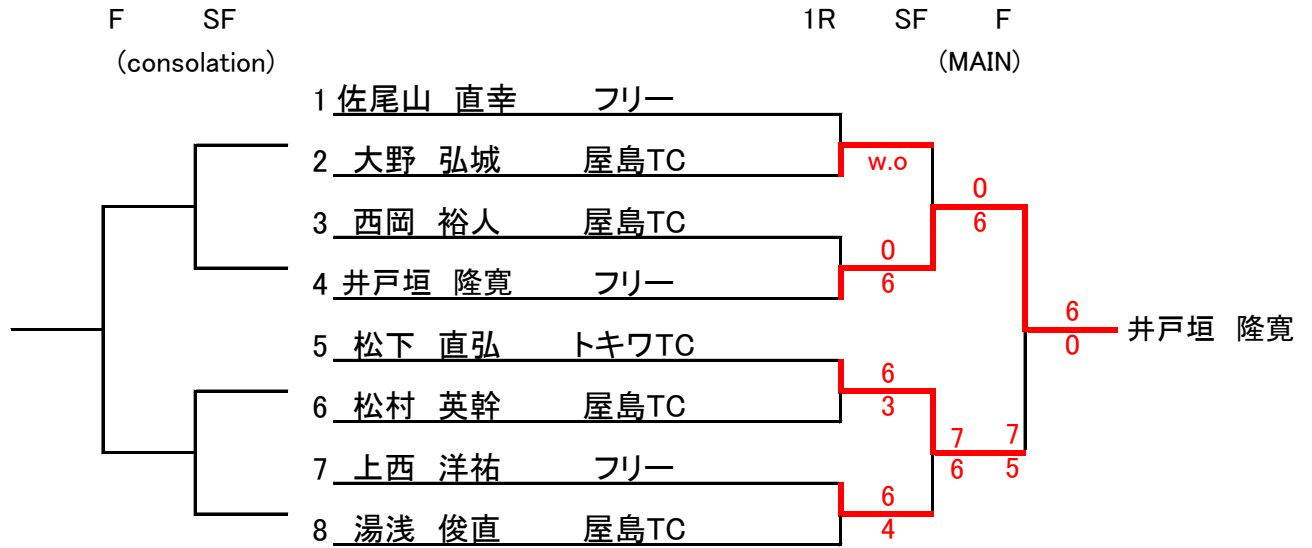 F SF 1R SF F
(consolation) (MAIN)
1 佐尾山 直幸 フリー
2 大野 弘城 屋島TC w.o
0
3 西岡 裕人 屋島TC 6
0
4 井戸垣 隆寛 フリー 6
6 井戸垣 隆寛
0
5 松下 直弘 トキワTC
6
6 松村 英幹 屋島TC 3
7 7
7 上西 洋祐 フリー 6 5
6
8 湯浅 俊直 屋島TC 4